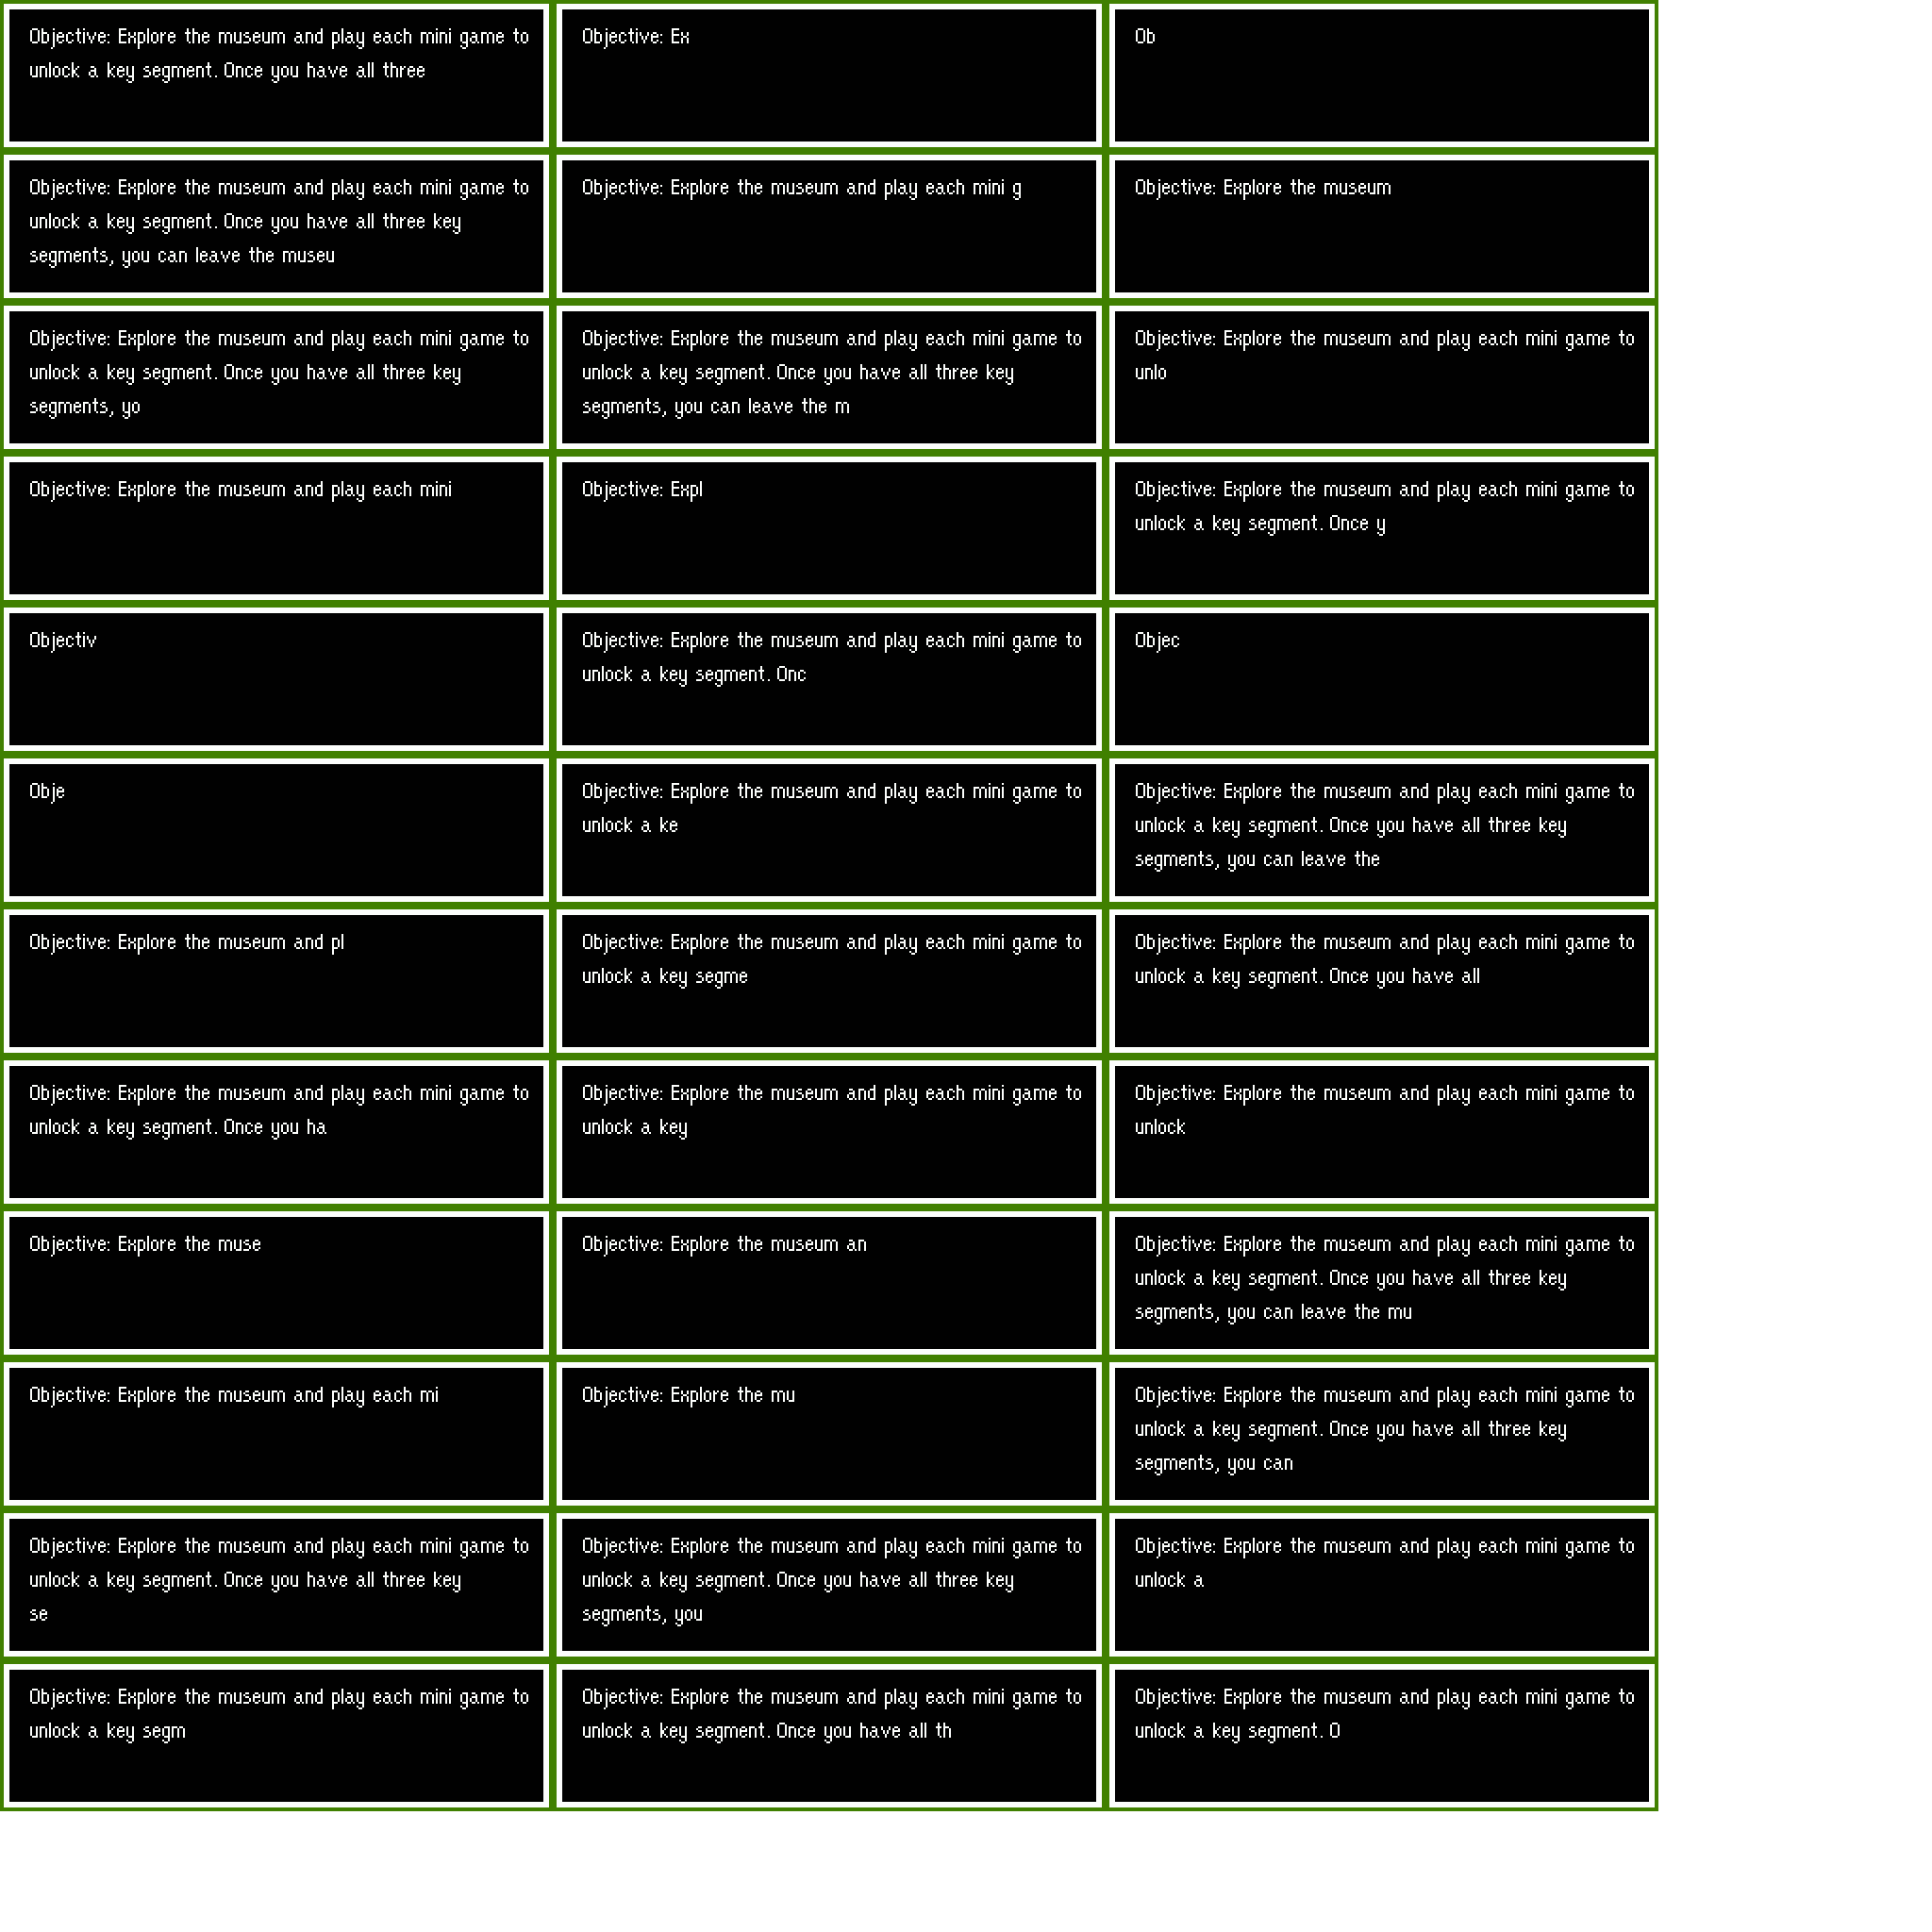 Objective: Explore the museum and play each mini game to
unlock a key segment. Once you have all three
Objective: Ex
Ob
Objective: Explore the museum and play each mini game to
unlock a key segment. Once you have all three key
segments, you can leave the museu
Objective: Explore the museum and play each mini g
Objective: Explore the museum
Objective: Explore the museum and play each mini game to
unlock a key segment. Once you have all three key
segments, yo
Objective: Explore the museum and play each mini game to
unlock a key segment. Once you have all three key
segments, you can leave the m
Objective: Explore the museum and play each mini game to
unlo
Objective: Explore the museum and play each mini
Objective: Expl
Objective: Explore the museum and play each mini game to
unlock a key segment. Once y
Objectiv
Objective: Explore the museum and play each mini game to
unlock a key segment. Onc
Objec
Obje
Objective: Explore the museum and play each mini game to
unlock a ke
Objective: Explore the museum and play each mini game to
unlock a key segment. Once you have all three key
segments, you can leave the
Objective: Explore the museum and pl
Objective: Explore the museum and play each mini game to
unlock a key segme
Objective: Explore the museum and play each mini game to
unlock a key segment. Once you have all
Objective: Explore the museum and play each mini game to
unlock a key segment. Once you ha
Objective: Explore the museum and play each mini game to
unlock a key
Objective: Explore the museum and play each mini game to
unlock
Objective: Explore the muse
Objective: Explore the museum an
Objective: Explore the museum and play each mini game to
unlock a key segment. Once you have all three key
segments, you can leave the mu
Objective: Explore the museum and play each mi
Objective: Explore the mu
Objective: Explore the museum and play each mini game to
unlock a key segment. Once you have all three key
segments, you can
Objective: Explore the museum and play each mini game to
unlock a key segment. Once you have all three key
se
Objective: Explore the museum and play each mini game to
unlock a key segment. Once you have all three key
segments, you
Objective: Explore the museum and play each mini game to
unlock a
Objective: Explore the museum and play each mini game to
unlock a key segm
Objective: Explore the museum and play each mini game to
unlock a key segment. Once you have all th
Objective: Explore the museum and play each mini game to
unlock a key segment. O